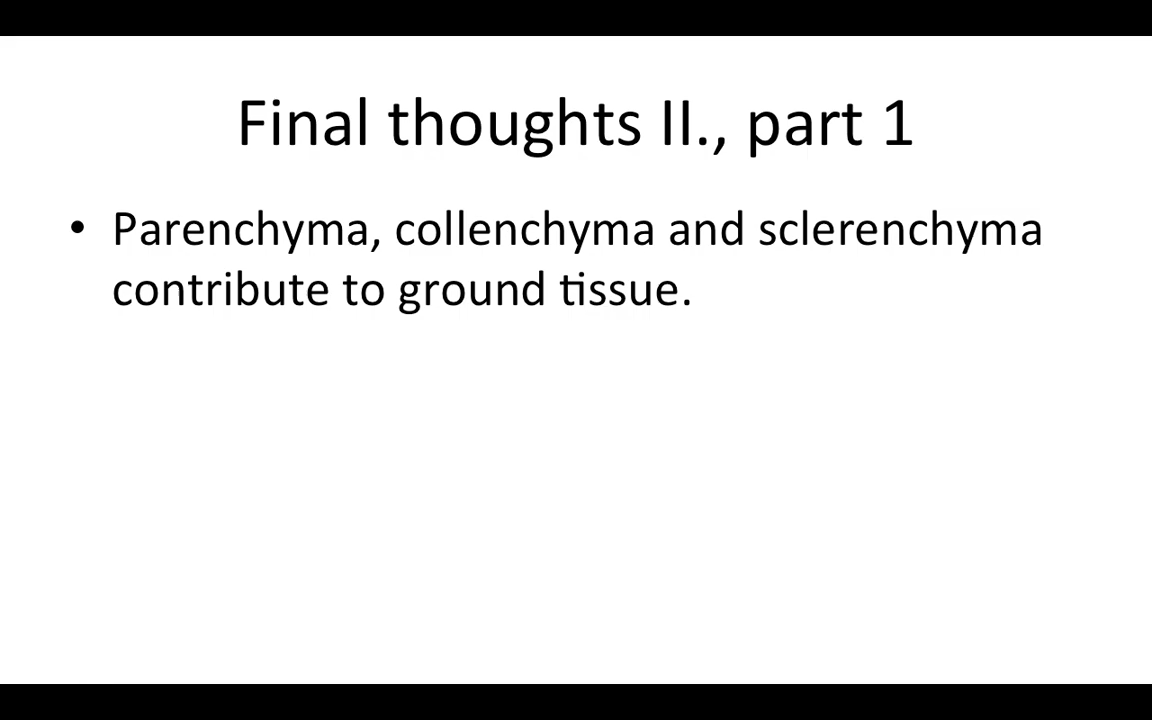 Final thoughts II., part 1
• Parenchyma, collenchyma and sclerenchyma
contribute to ground tissue.